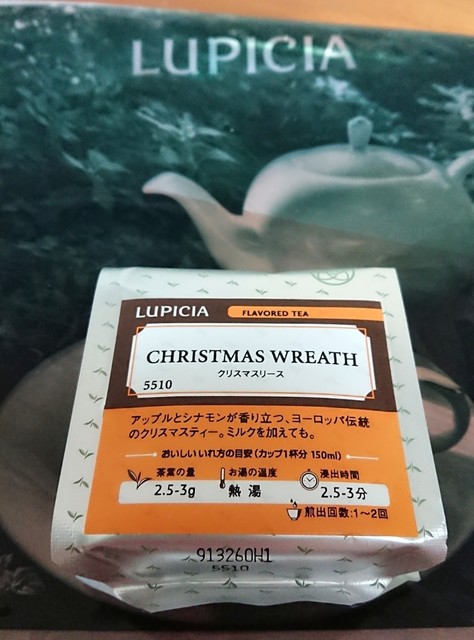 LUPICIA
LUPICIA FLAVORED TEA
CHRISTMAS WREATH
クリスマスリース
5510
アップルとシナモンが香り立つ、ヨーロッパ伝統
のクリスマスティー。ミルクを加えても。
おいしいいれ方の目安(カップ1杯分 150ml)
茶葉の量 お湯の温度 浸出時間
2.5-3g 熱湯 2.5-3分
煎出回数:1〜2回
91326OH1
5510